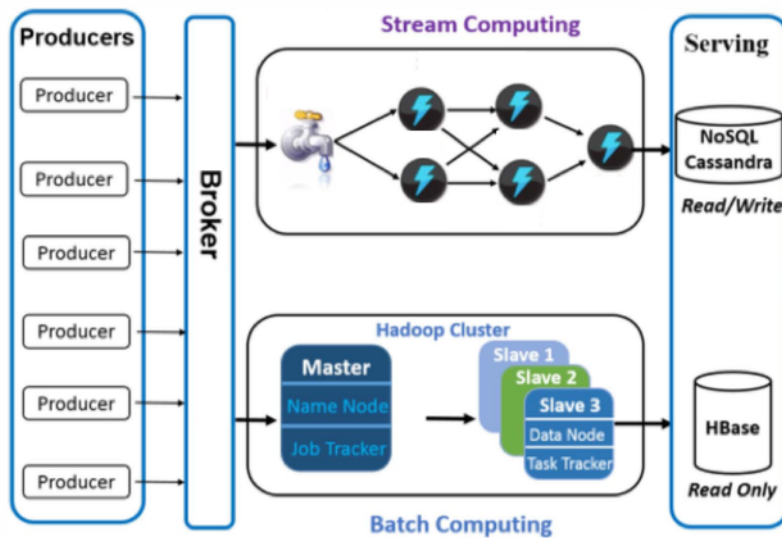 Producers
Producer
Producer
Producer
Producer
Producer
Producer
Broker
Stream Computing
Hadoop Cluster
Master
Name Node
Job Tracker
Slave 1
Slave 2
Slave 3
Data Node
Task Tracker
Batch Computing
Serving
NoSQL
Cassandra
Read/Write
HBase
Read Only